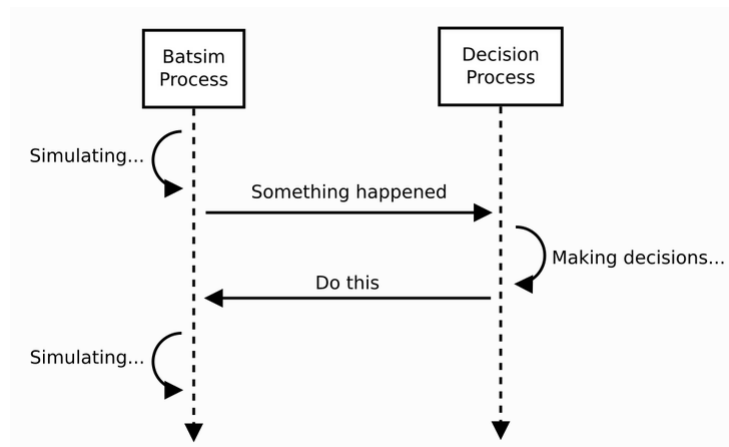 Batsim
Process
Decision
Process
Simulating...
Something happened
Making decisions...
Do this
Simulating...